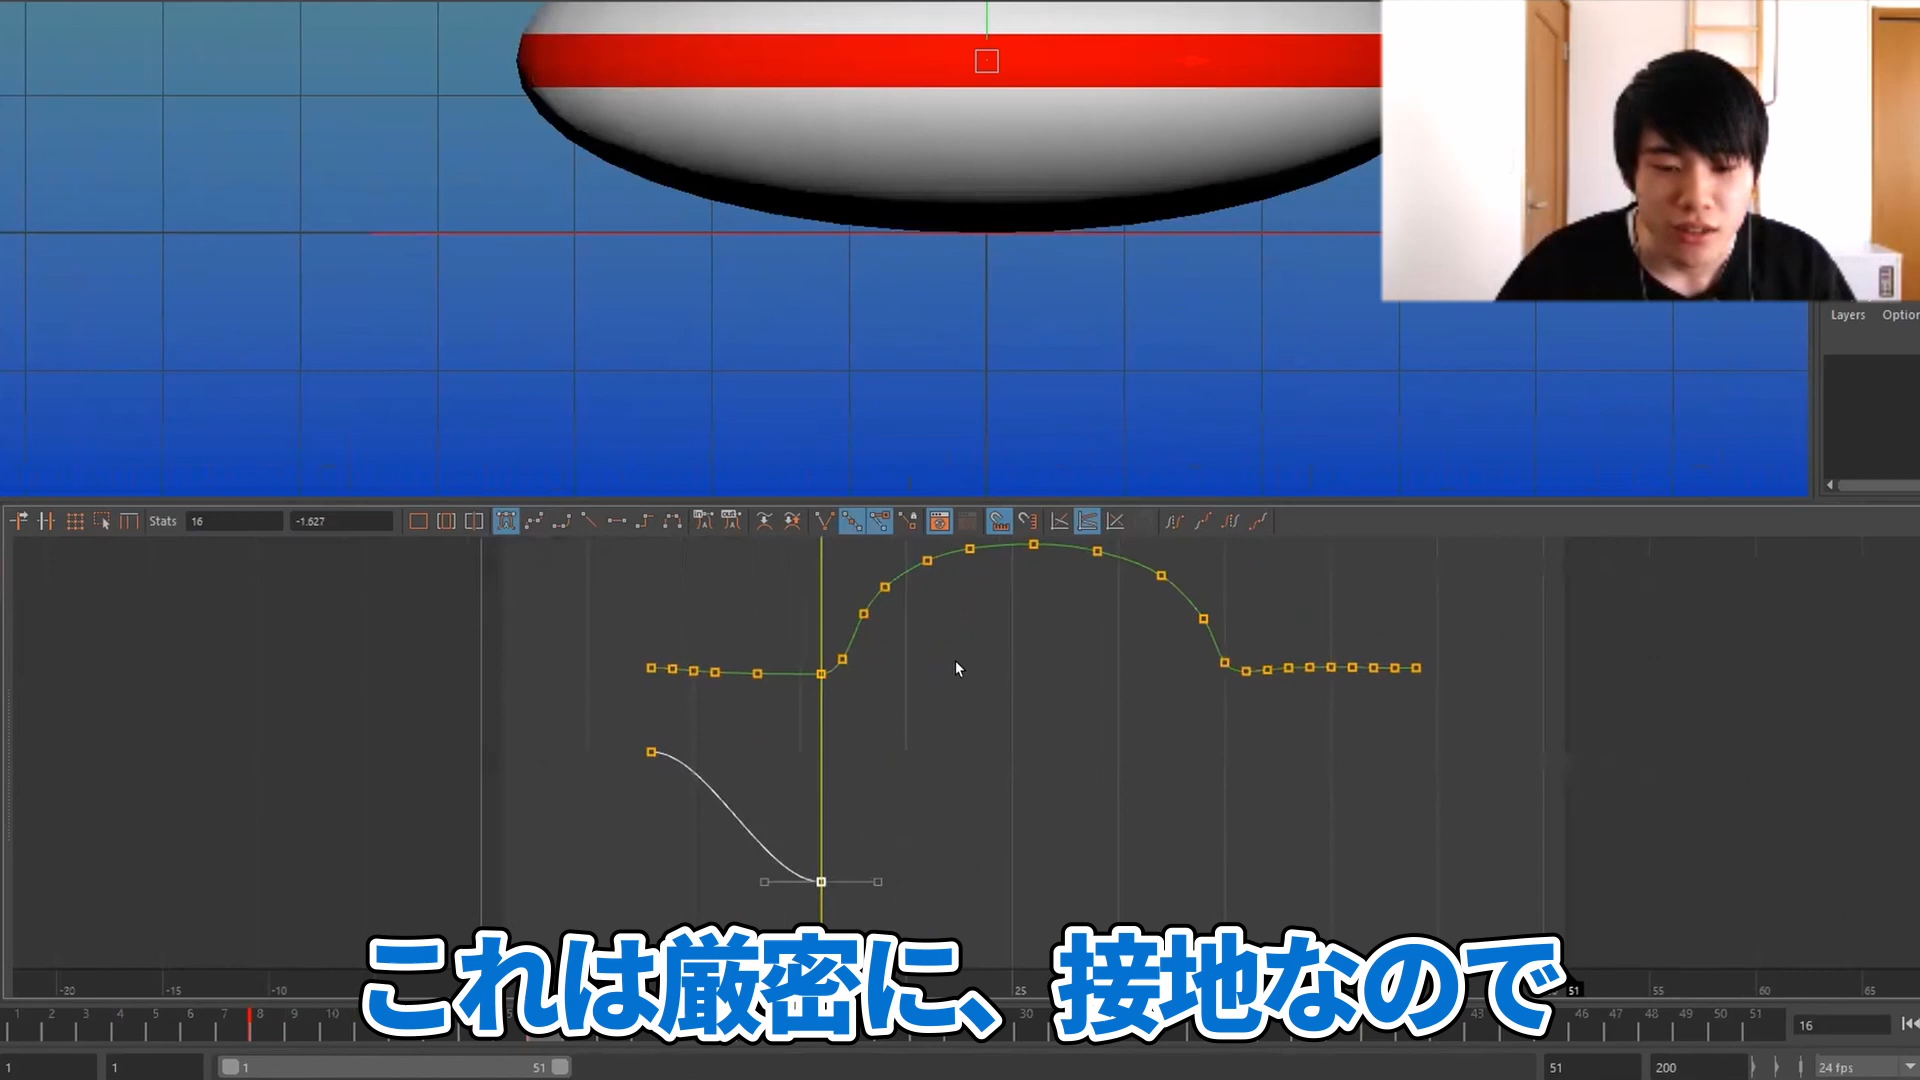 Layers Option
Stats 16 -1.627
-20 -15 -10 25 51 55 60 65
これは厳密に、接地なので
1 2 3 4 5 6 7 8 9 10 30 43 46 47 48 49 50 51 16
1 1 1 51 51 200 24 fps